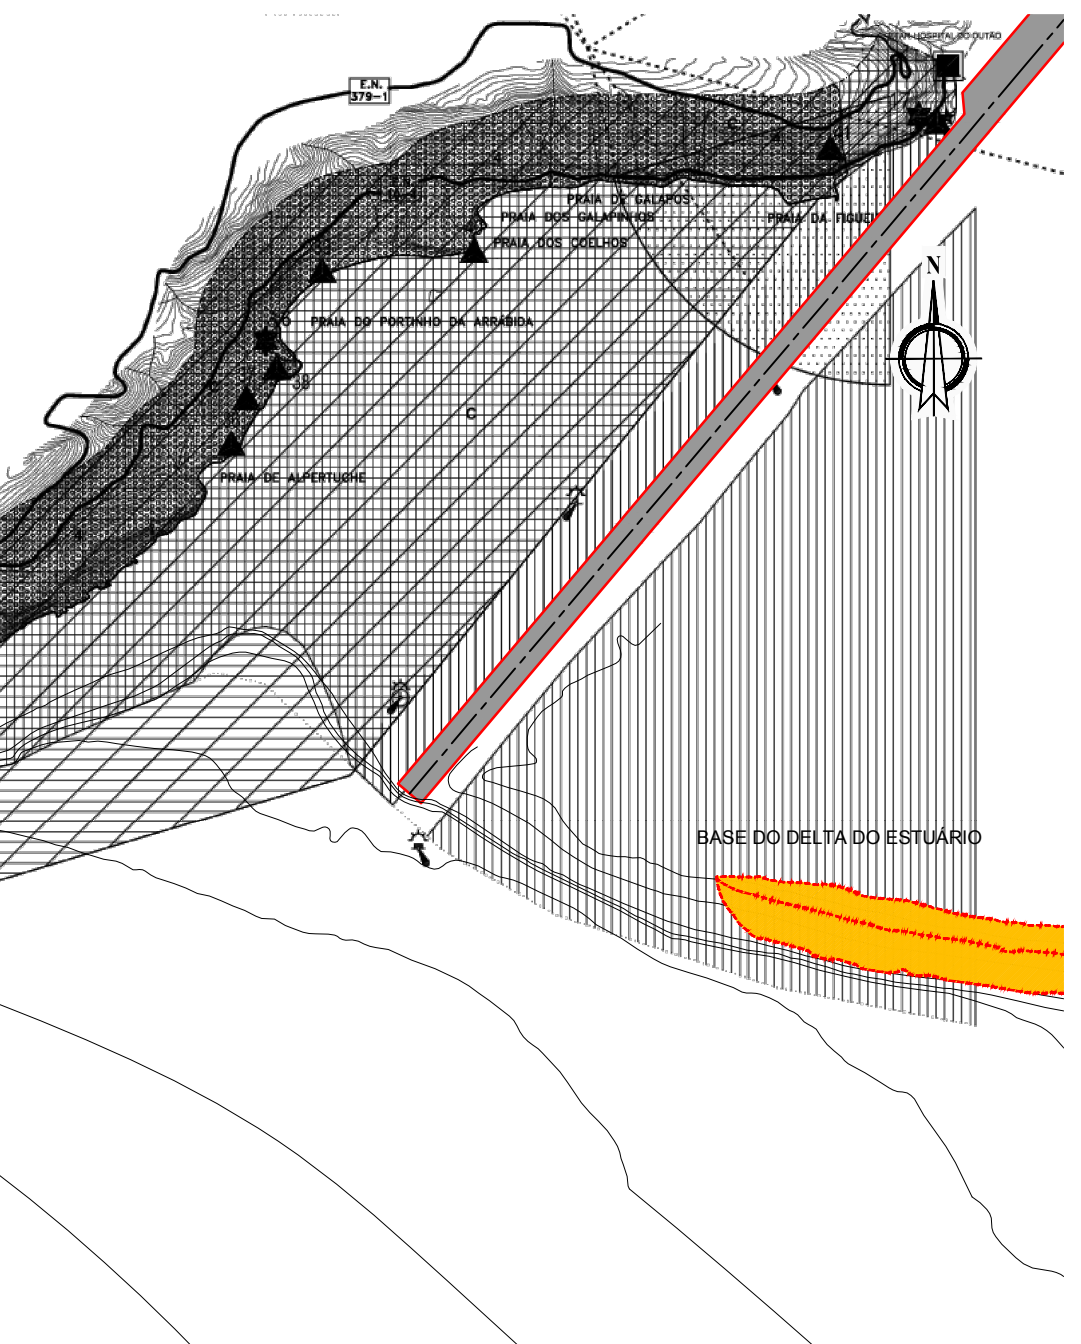 HOSPITAL DO OUTÃO
E.N.
379-1
PRAIA DE GALAPOS
PRAIA DOS GALAPINHOS
PRAIA DA FIGUEI
PRAIA DOS COELHOS
N
PRAIA DO PORTINHO DA ARRÁBIDA
38
C
PRAIA DE ALPERTUCHE
BASE DO DELTA DO ESTUÁRIO